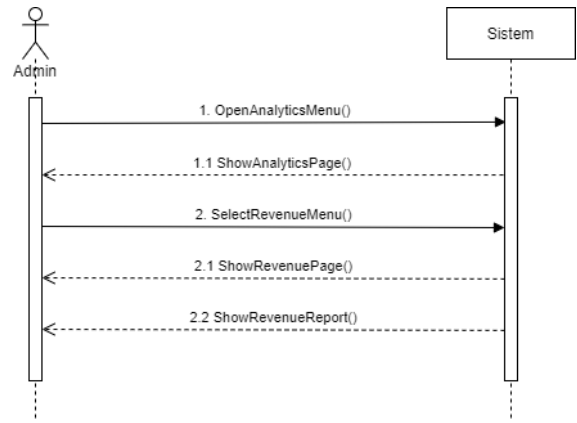 Sistem
Admin
1. OpenAnalyticsMenu()
1.1 ShowAnalyticsPage()
2. SelectRevenueMenu()
2.1 ShowRevenuePage()
2.2 ShowRevenueReport()